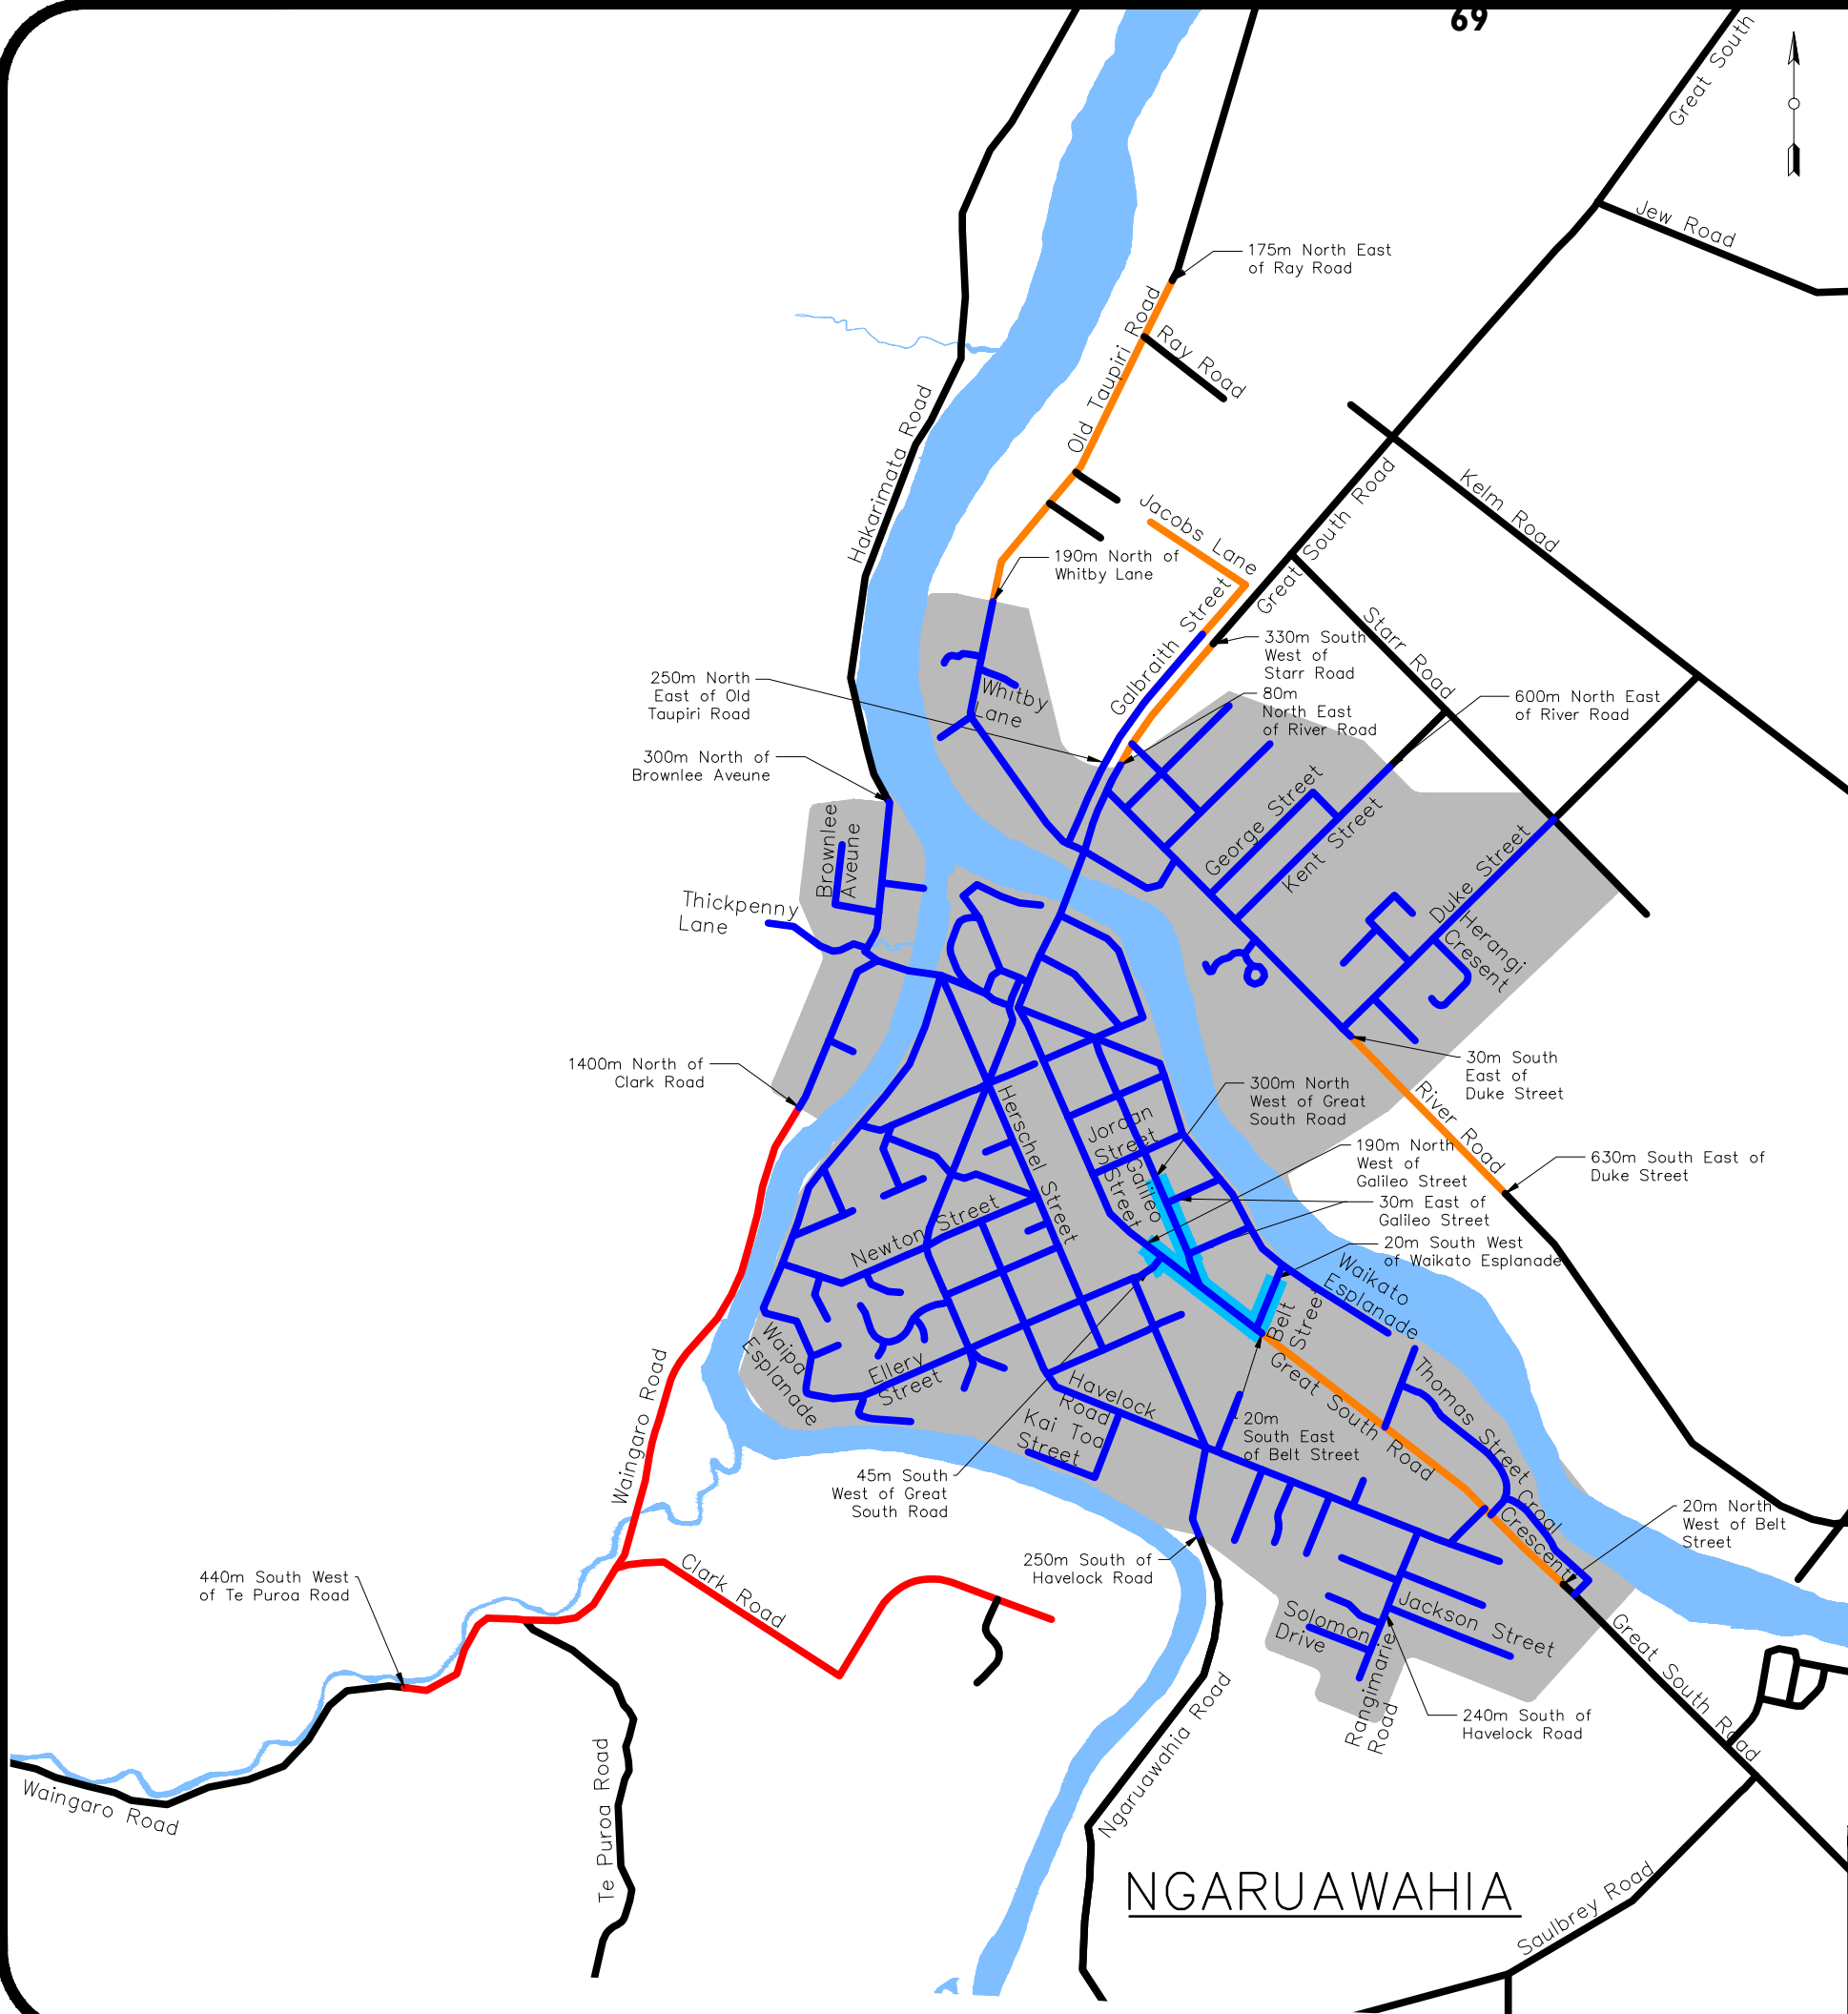 69
Great South
Jew Road
175m North East
of Ray Road
Old Taupiri Road
Ray Road
Hakarimata Road
Kelm Road
Jacobs Lane
Great South Road
190m North of
Whitby Lane
Galbraith Street
Starr Road
330m South
West of
Starr Road
250m North
East of Old
Taupiri Road
Whitby
Lane
80m
North East
of River Road
600m North East
of River Road
300m North of
Brownlee Aveune
George Street
Kent Street
Brownlee
Aveune
Duke Street
Thickpenny
Lane
Herangi
Cresent
1400m North of
Clark Road
30m South
East of
Duke Street
300m North
West of Great
South Road
River Road
Herschel Street
Jordan
Street
Galileo
Street
190m North
West of
Galileo Street
630m South East of
Duke Street
30m East of
Galileo Street
Newton Street
20m South West
of Waikato Esplanade
Waikato
Esplanade
Belt
Street
Waipa
Esplanade
Ellery
Street
Great South Road
Thomas Street
Waingaro Road
Havelock
Road
Kai Toa
Street
20m
South East
of Belt Street
45m South
West of Great
South Road
Croal
Crescent
20m North
West of Belt
Street
250m South of
Havelock Road
Clark Road
440m South West
of Te Puroa Road
Jackson Street
Solomon
Drive
Rangimarie
Road
Great South Road
240m South of
Havelock Road
Ngaruawahia Road
Waingaro Road
Te Puroa Road
NGARUAWAHIA
Saulbrey Road